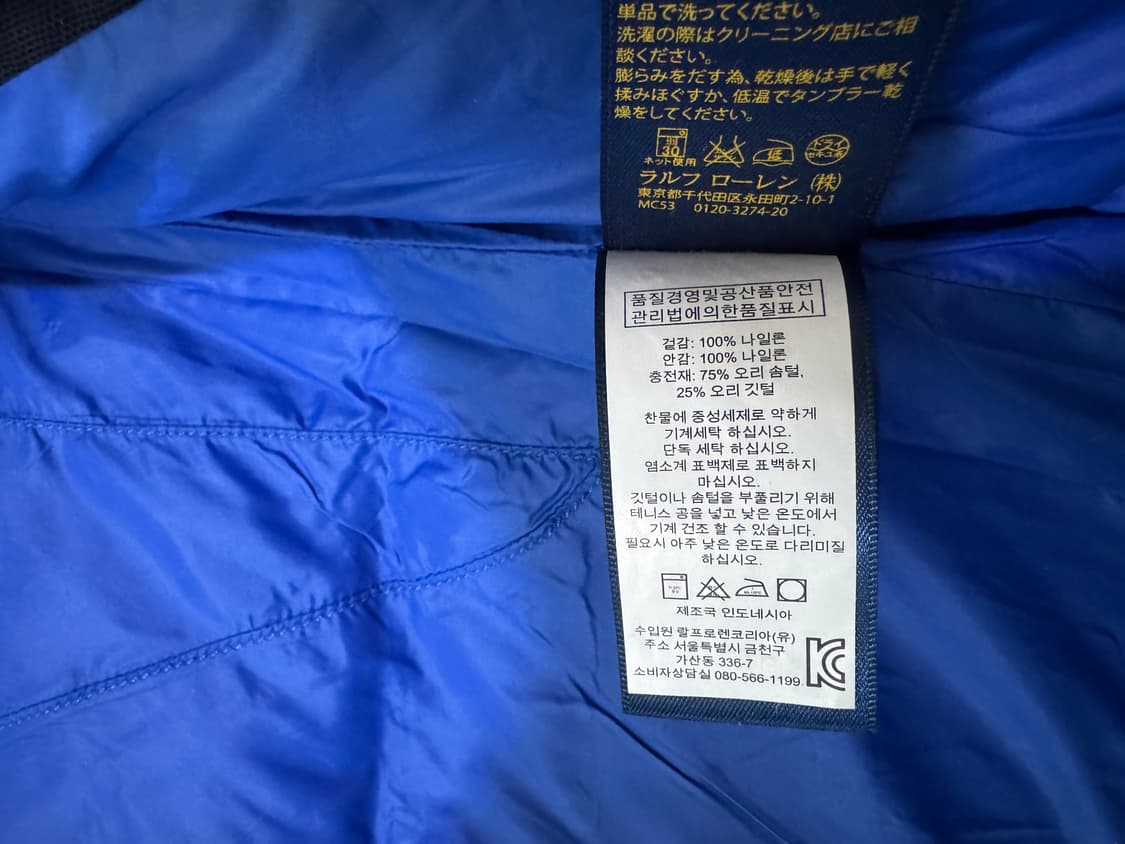 単品で洗ってください。
洗濯の際はクリーニング店にご相
談ください。
膨らみをだす為、乾燥後は手で軽く
揉みほぐすか、低温でタンブラー乾
燥をしてください。
弱
30
ネット使用
低
ドライ
セキユ系
ラルフ ローレン (株)
東京都千代田区永田町2-10-1
MC53 0120-3274-20
품질경영및공산품안전
관리법에의한품질표시
겉감: 100% 나일론
안감: 100% 나일론
충전재: 75% 오리 솜털,
25% 오리 깃털
찬물에 중성세제로 약하게
기계세탁 하십시오.
단독 세탁 하십시오.
염소계 표백제로 표백하지
마십시오.
깃털이나 솜털을 부풀리기 위해
테니스 공을 넣고 낮은 온도에서
기계 건조 할 수 있습니다.
필요시 아주 낮은 온도로 다리미질
하십시오.
제조국 인도네시아
수입원 랄프로렌코리아(유)
주소 서울특별시 금천구
가산동 336-7
소비자상담실 080-566-1199